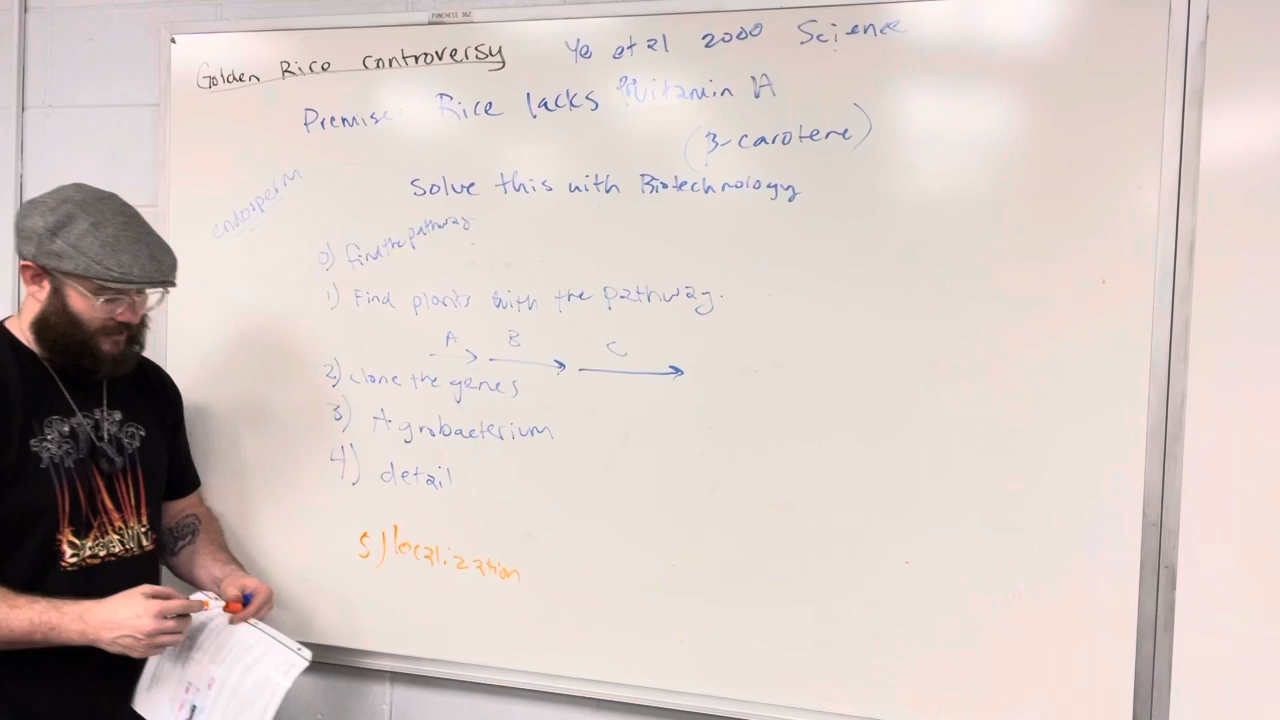 FUNCHESS 362
Golden Rice controversy Ye et al 2000 Science
Premise: Rice lacks vitamin A
(β-carotene)
Solve this with Biotechnology
endosperm
0) find the pathway
1) Find plants with the pathway.
A B C
2) clone the genes
3) Agrobacterium
4) detail
5) localization